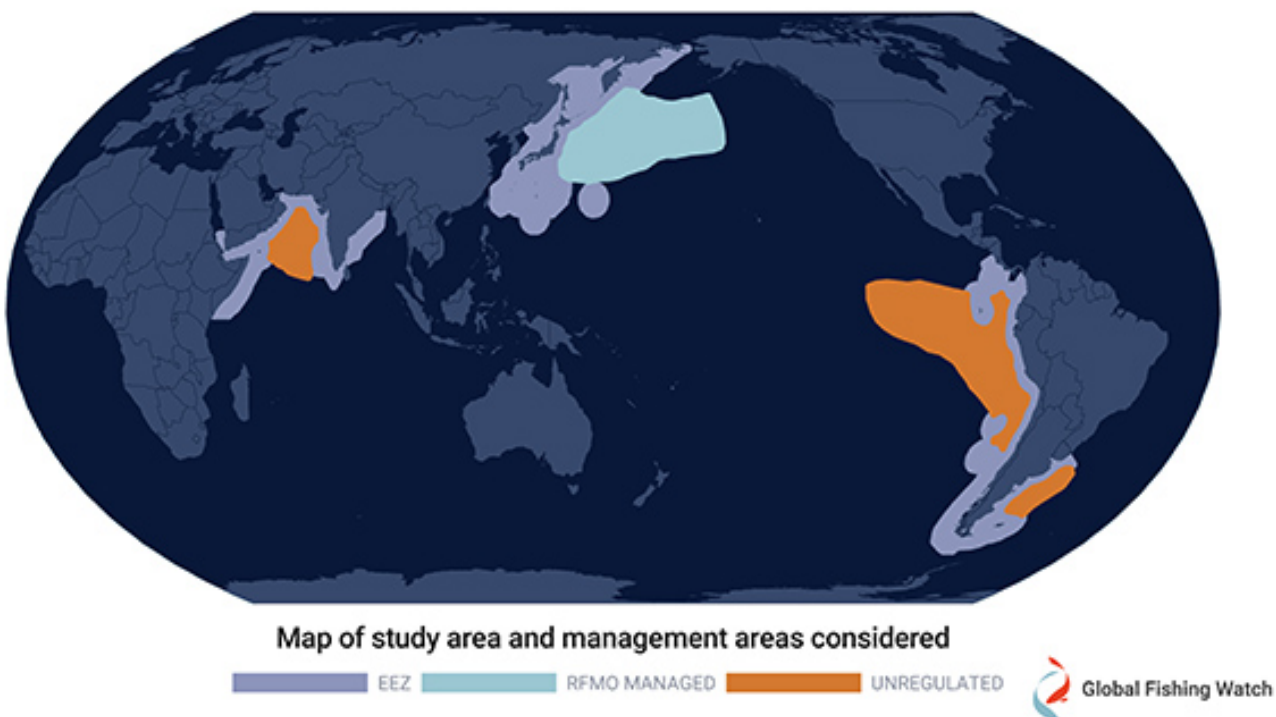 Map of study area and management areas considered
EEZ RFMO MANAGED UNREGULATED
Global Fishing Watch